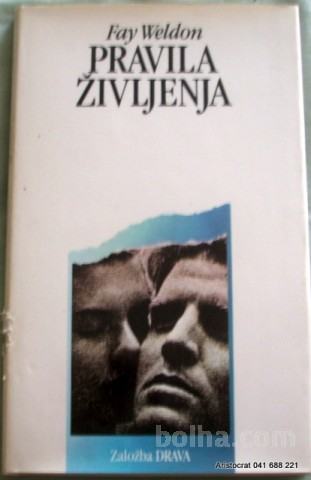 Fay Weldon
PRAVILA
ŽIVLJENJA
Založba DRAVA
bolha.com
Aristocrat 041 688 221